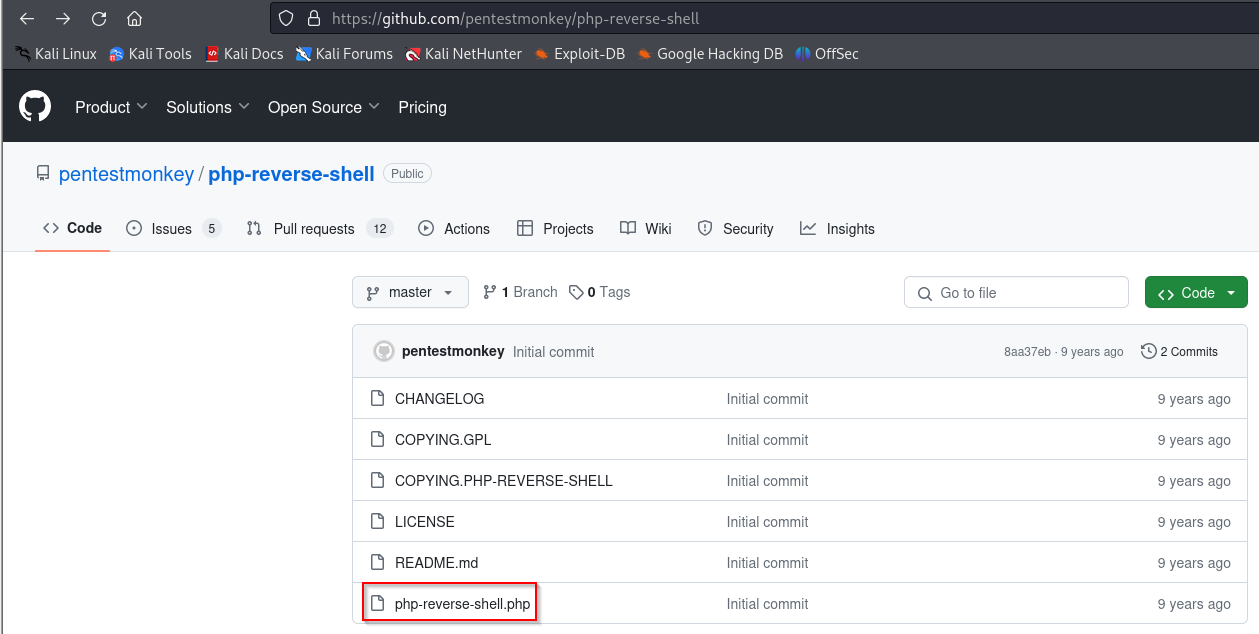 https://github.com/pentestmonkey/php-reverse-shell
Kali Linux Kali Tools Kali Docs Kali Forums Kali NetHunter Exploit-DB Google Hacking DB OffSec
Product Solutions Open Source Pricing
pentestmonkey / php-reverse-shell Public
<> Code Issues 5 Pull requests 12 Actions Projects Wiki Security Insights
master 1 Branch 0 Tags Go to file <> Code
pentestmonkey Initial commit 8aa37eb · 9 years ago 2 Commits
CHANGELOG Initial commit 9 years ago
COPYING.GPL Initial commit 9 years ago
COPYING.PHP-REVERSE-SHELL Initial commit 9 years ago
LICENSE Initial commit 9 years ago
README.md Initial commit 9 years ago
php-reverse-shell.php Initial commit 9 years ago